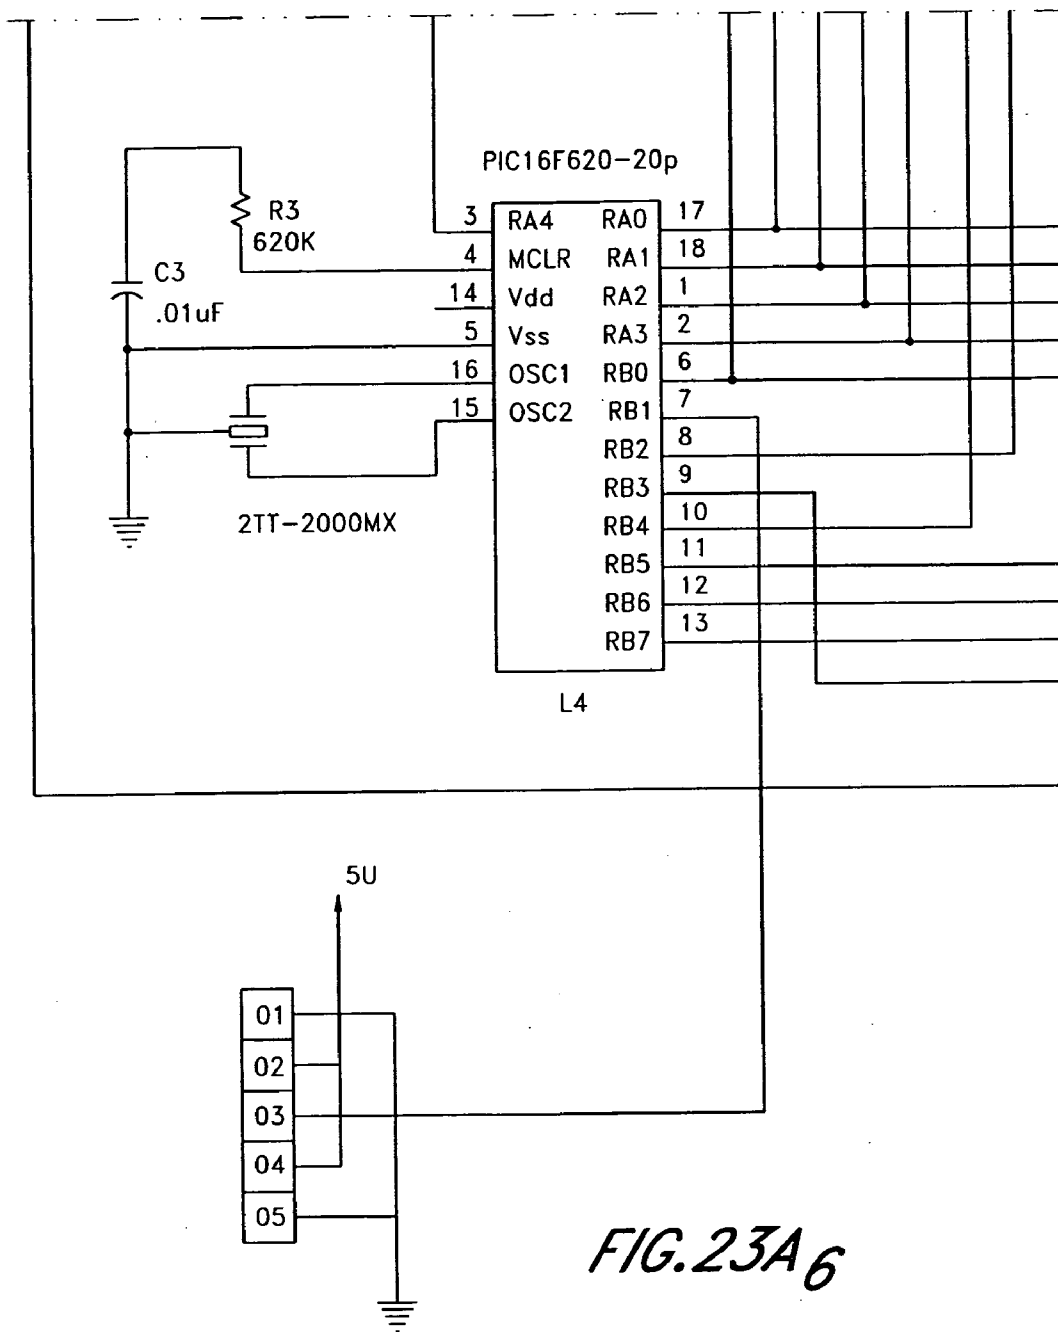 PIC16F620-20p
R3
620K
C3
.01uF
3 RA4 RA0 17
4 MCLR RA1 18
14 Vdd RA2 1
5 Vss RA3 2
16 OSC1 RB0 6
15 OSC2 RB1 7
RB2 8
RB3 9
RB4 10
RB5 11
RB6 12
RB7 13
2TT-2000MX
L4
5U
01
02
03
04
05
FIG.23A6